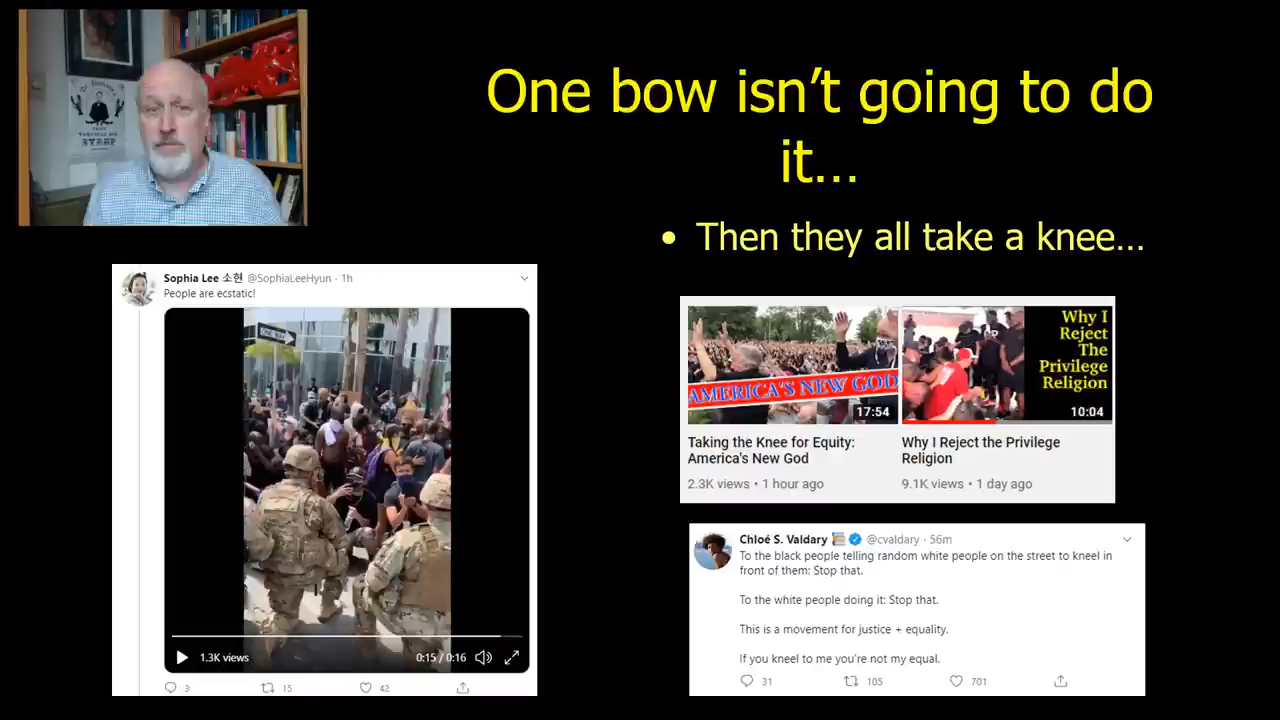 One bow isn't going to do
it...
• Then they all take a knee...
Sophia Lee 소현 @SophiaLeeHyun · 1h
People are ecstatic!
1.3K views
0:15 / 0:16
3
15
42
AMERICA'S NEW GOD
17:54
Why I
Reject
The
Privilege
Religion
10:04
Taking the Knee for Equity:
America's New God
2.3K views • 1 hour ago
Why I Reject the Privilege
Religion
9.1K views • 1 day ago
Chloé S. Valdary @cvaldary · 56m
To the black people telling random white people on the street to kneel in
front of them: Stop that.
To the white people doing it: Stop that.
This is a movement for justice + equality.
If you kneel to me you're not my equal.
31
105
701